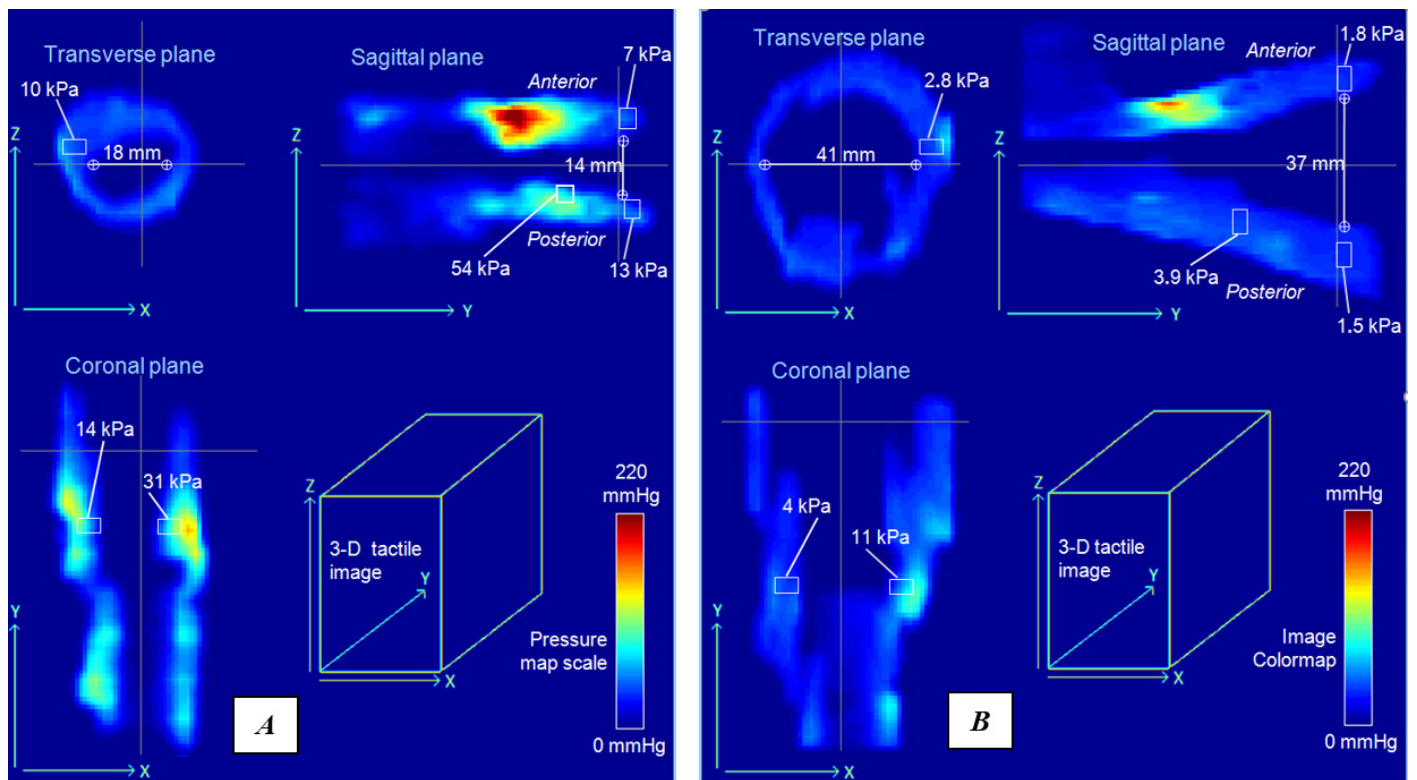 Transverse plane
10 kPa
Z
18 mm
X
Sagittal plane
Anterior
7 kPa
Z
14 mm
Posterior
54 kPa
13 kPa
Y
Coronal plane
14 kPa
31 kPa
Y
X
Z
3-D tactile
image
Y
X
220
mmHg
Pressure
map scale
0 mmHg
A
Transverse plane
2.8 kPa
Z
41 mm
X
Sagittal plane
Anterior
1.8 kPa
Z
37 mm
3.9 kPa
Posterior
1.5 kPa
Y
Coronal plane
4 kPa
11 kPa
Y
X
Z
3-D tactile
image
Y
X
220
mmHg
Image
Colormap
0 mmHg
B